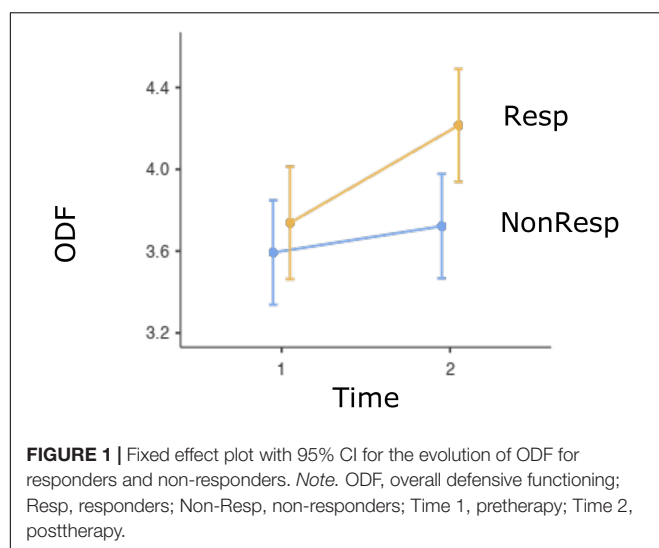 4.4
Resp
4.0
ODF
NonResp
3.6
3.2
1
2
Time
FIGURE 1 | Fixed effect plot with 95% CI for the evolution of ODF for
responders and non-responders. Note. ODF, overall defensive functioning;
Resp, responders; Non-Resp, non-responders; Time 1, pretherapy; Time 2,
posttherapy.